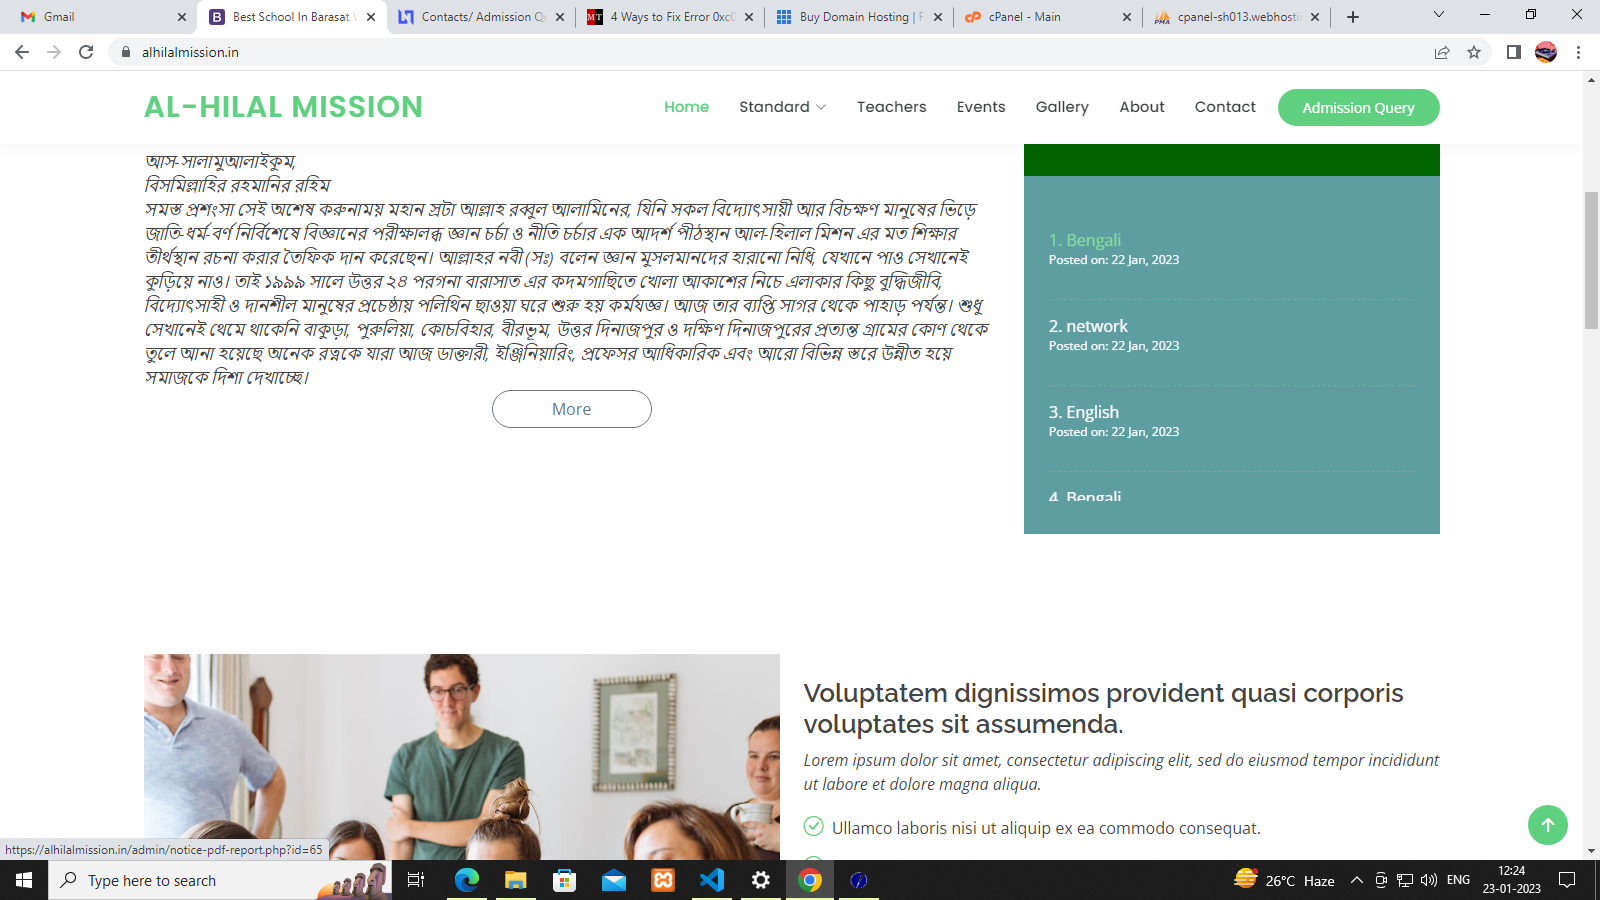 Gmail
Best School In Barasat
Contacts/ Admission
4 Ways to Fix Error
Buy Domain Hosting |
cPanel - Main
cpanel-sh013.webhosti
alhilalmission.in
AL-HILAL MISSION
Home Standard Teachers Events Gallery About Contact Admission Query
আস-সালামুআলাইকুম,
বিসমিল্লাহির রহমানির রহিম
সমস্ত প্রশংসা সেই অশেষ করুনাময় মহান স্রটা আল্লাহ রব্বুল আলামিনের, যিনি সকল বিদ্যোৎসায়ী আর বিচক্ষণ মানুষের ভিড়ে
জাতি-ধর্ম-বর্ণ নির্বিশেষে বিজ্ঞানের পরীক্ষালব্ধ জ্ঞান চর্চা ও নীতি চর্চার এক আদর্শ পীঠস্থান আল-হিলাল মিশন এর মত শিক্ষার
তীর্থস্থান রচনা করার তৈফিক দান করেছেন। আল্লাহর নবী (সঃ) বলেন জ্ঞান মুসলমানদের হারানো নিধি, যেখানে পাও সেখানেই
কুড়িয়ে নাও। তাই ১৯৯৯ সালে উত্তর ২৪ পরগনা বারাসাত এর কদমগাছিতে খোলা আকাশের নিচে এলাকার কিছু বুদ্ধিজীবি,
বিদ্যোৎসাহী ও দানশীল মানুষের প্রচেষ্ঠায় পলিথিন ছাওয়া ঘরে শুরু হয় কর্মযজ্ঞ। আজ তার ব্যপ্তি সাগর থেকে পাহাড় পর্যন্ত। শুধু
সেখানেই থেমে থাকেনি বাকুড়া, পুরুলিয়া, কোচবিহার, বীরভূম, উত্তর দিনাজপুর ও দক্ষিণ দিনাজপুরের প্রত্যন্ত গ্রামের কোণ থেকে
তুলে আনা হয়েছে অনেক রত্নকে যারা আজ ডাক্তারী, ইঞ্জিনিয়ারিং, প্রফেসর আধিকারিক এবং আরো বিভিন্ন স্তরে উন্নীত হয়ে
সমাজকে দিশা দেখাচ্ছে।
More
1. Bengali
Posted on: 22 Jan, 2023
2. network
Posted on: 22 Jan, 2023
3. English
Posted on: 22 Jan, 2023
4. Bengali
Voluptatem dignissimos provident quasi corporis
voluptates sit assumenda.
Lorem ipsum dolor sit amet, consectetur adipiscing elit, sed do eiusmod tempor incididunt
ut labore et dolore magna aliqua.
Ullamco laboris nisi ut aliquip ex ea commodo consequat.
https://alhilalmission.in/admin/notice-pdf-report.php?id=65
Type here to search
26°C Haze
ENG
12:24
23-01-2023